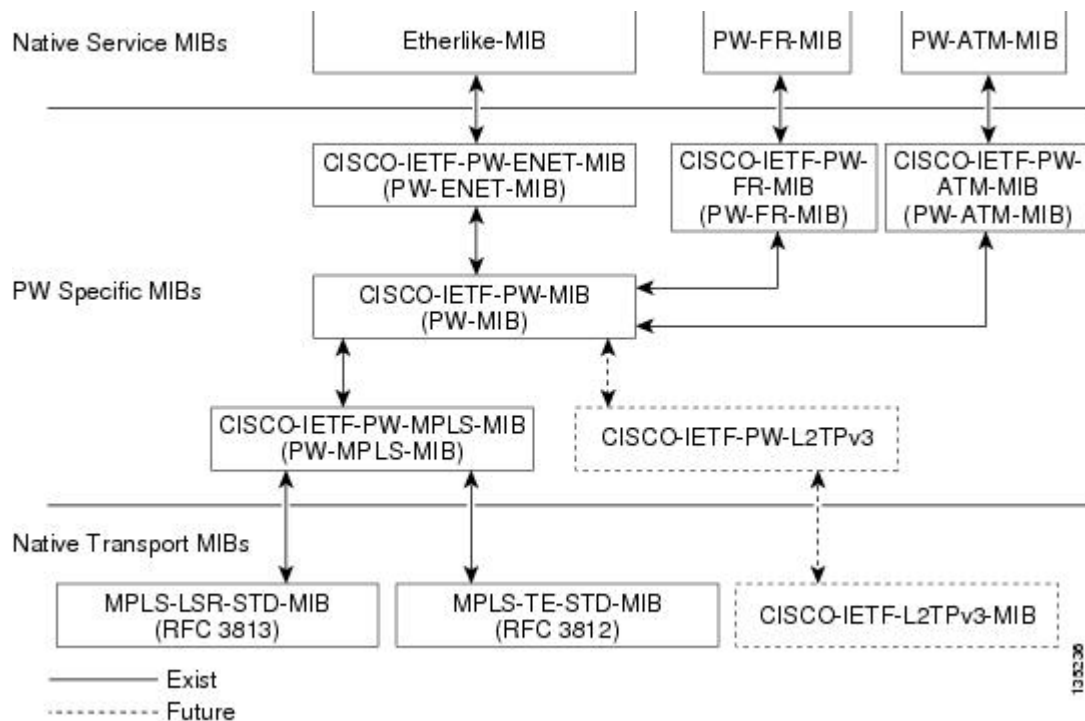 Native Service MIBs
Etherlike-MIB
PW-FR-MIB
PW-ATM-MIB
CISCO-IETF-PW-ENET-MIB
(PW-ENET-MIB)
CISCO-IETF-PW-
FR-MIB
(PW-FR-MIB)
CISCO-IETF-PW-
ATM-MIB
(PW-ATM-MIB)
PW Specific MIBs
CISCO-IETF-PW-MIB
(PW-MIB)
CISCO-IETF-PW-MPLS-MIB
(PW-MPLS-MIB)
CISCO-IETF-PW-L2TPv3
Native Transport MIBs
MPLS-LSR-STD-MIB
(RFC 3813)
MPLS-TE-STD-MIB
(RFC 3812)
CISCO-IETF-L2TPv3-MIB
Exist
Future
135236